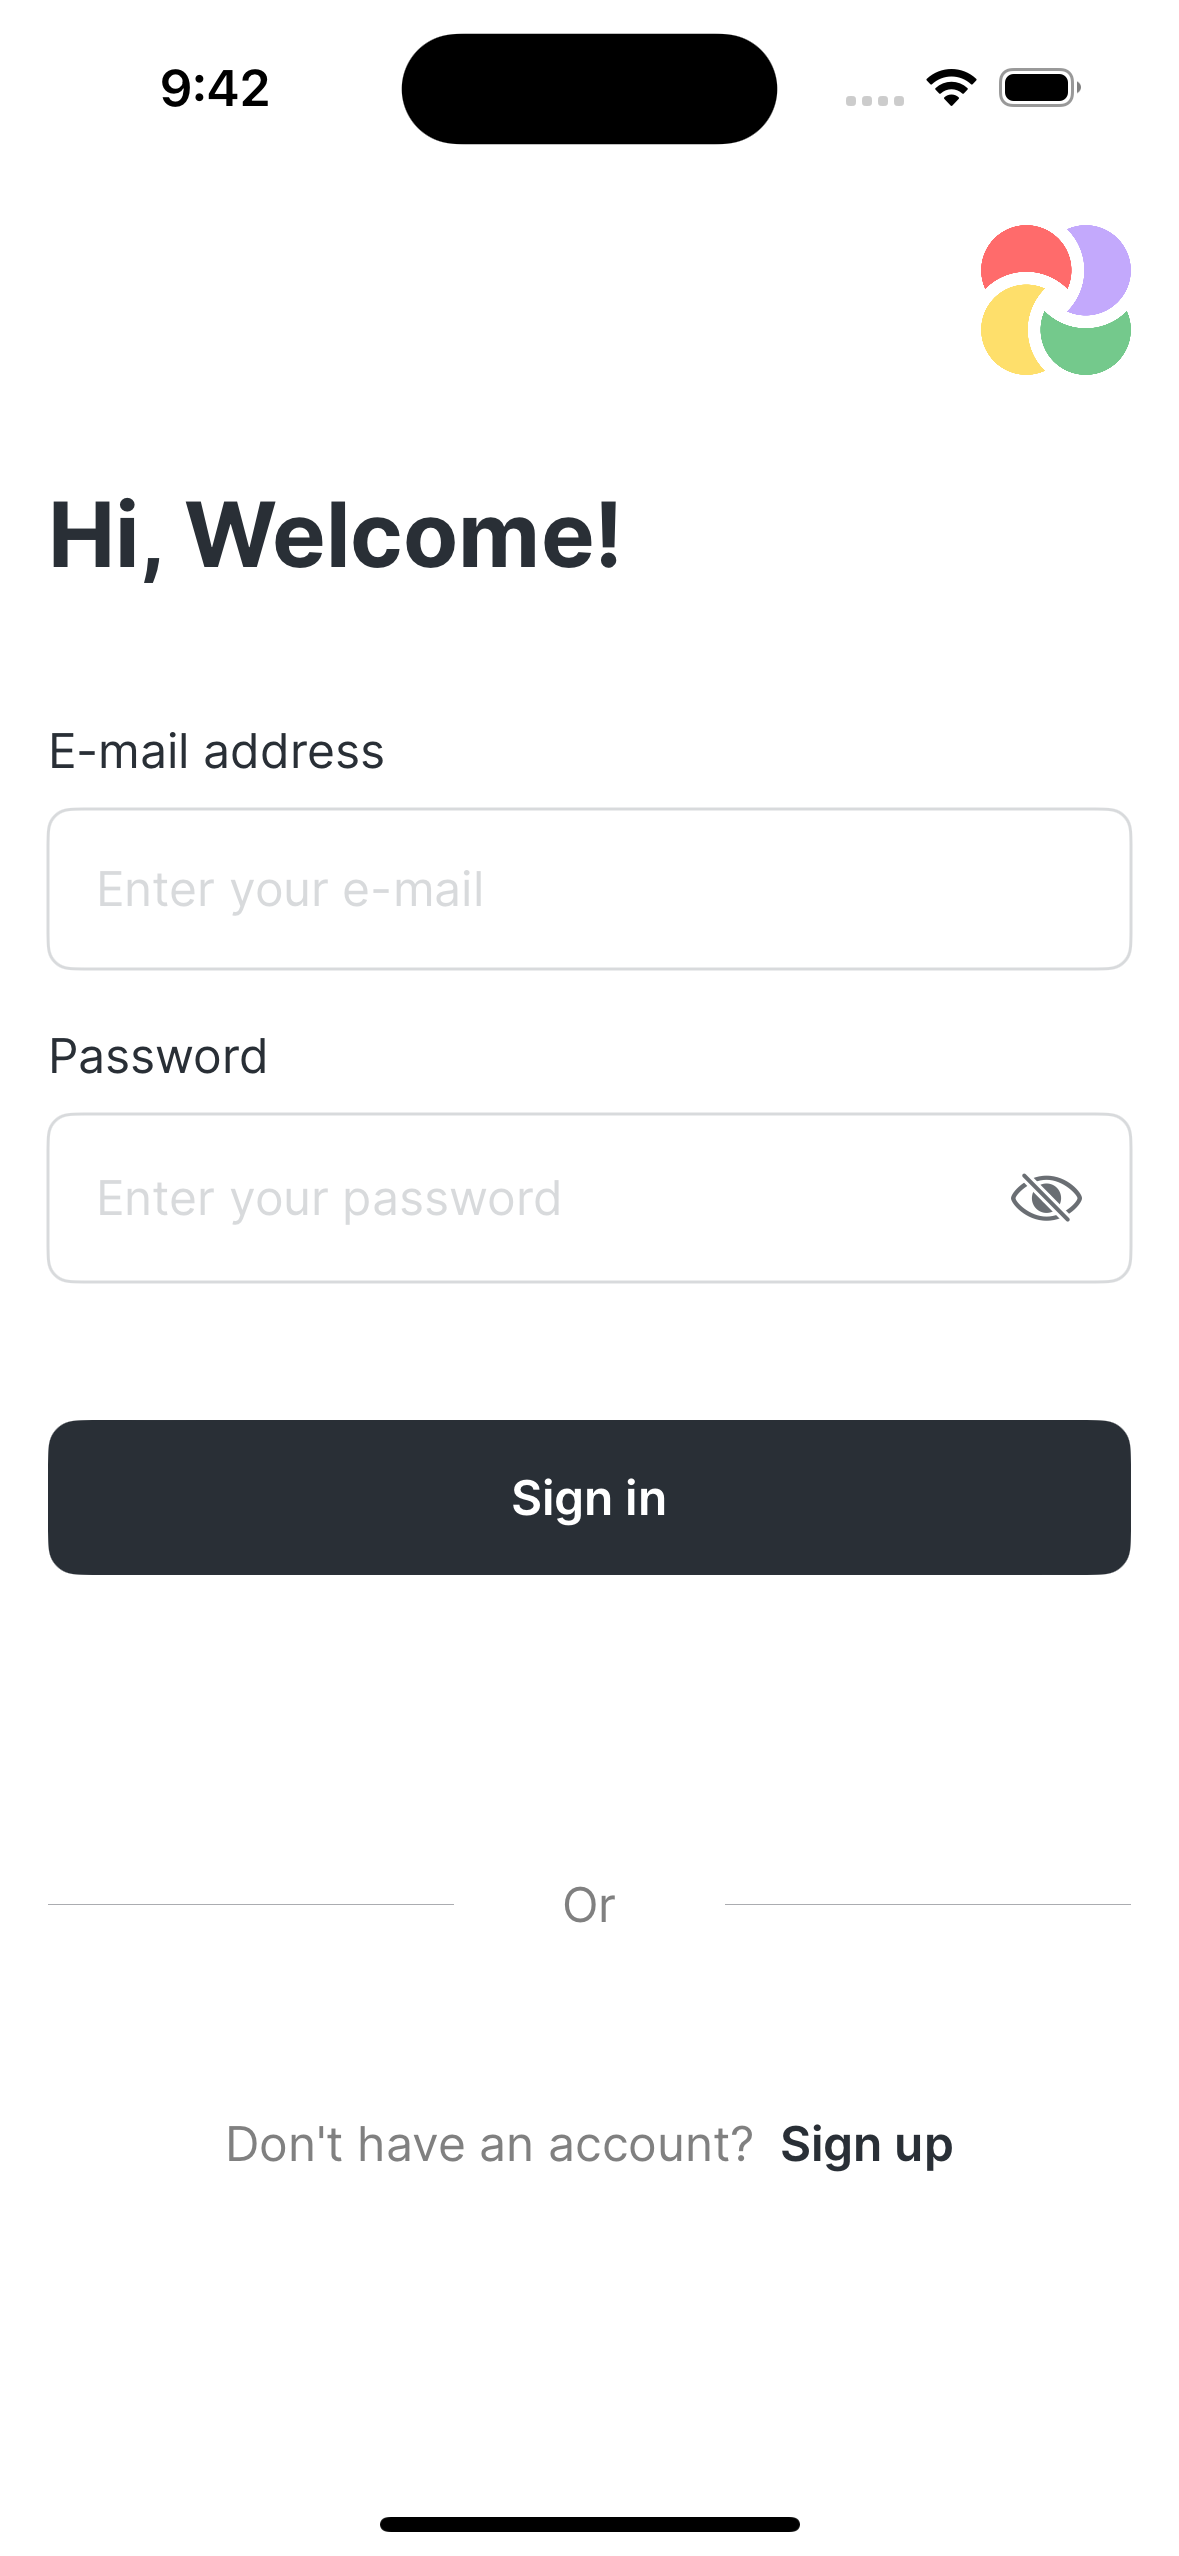 9:42
Hi, Welcome!
E-mail address
Enter your e-mail
Password
Enter your password
Sign in
Or
Don't have an account? Sign up